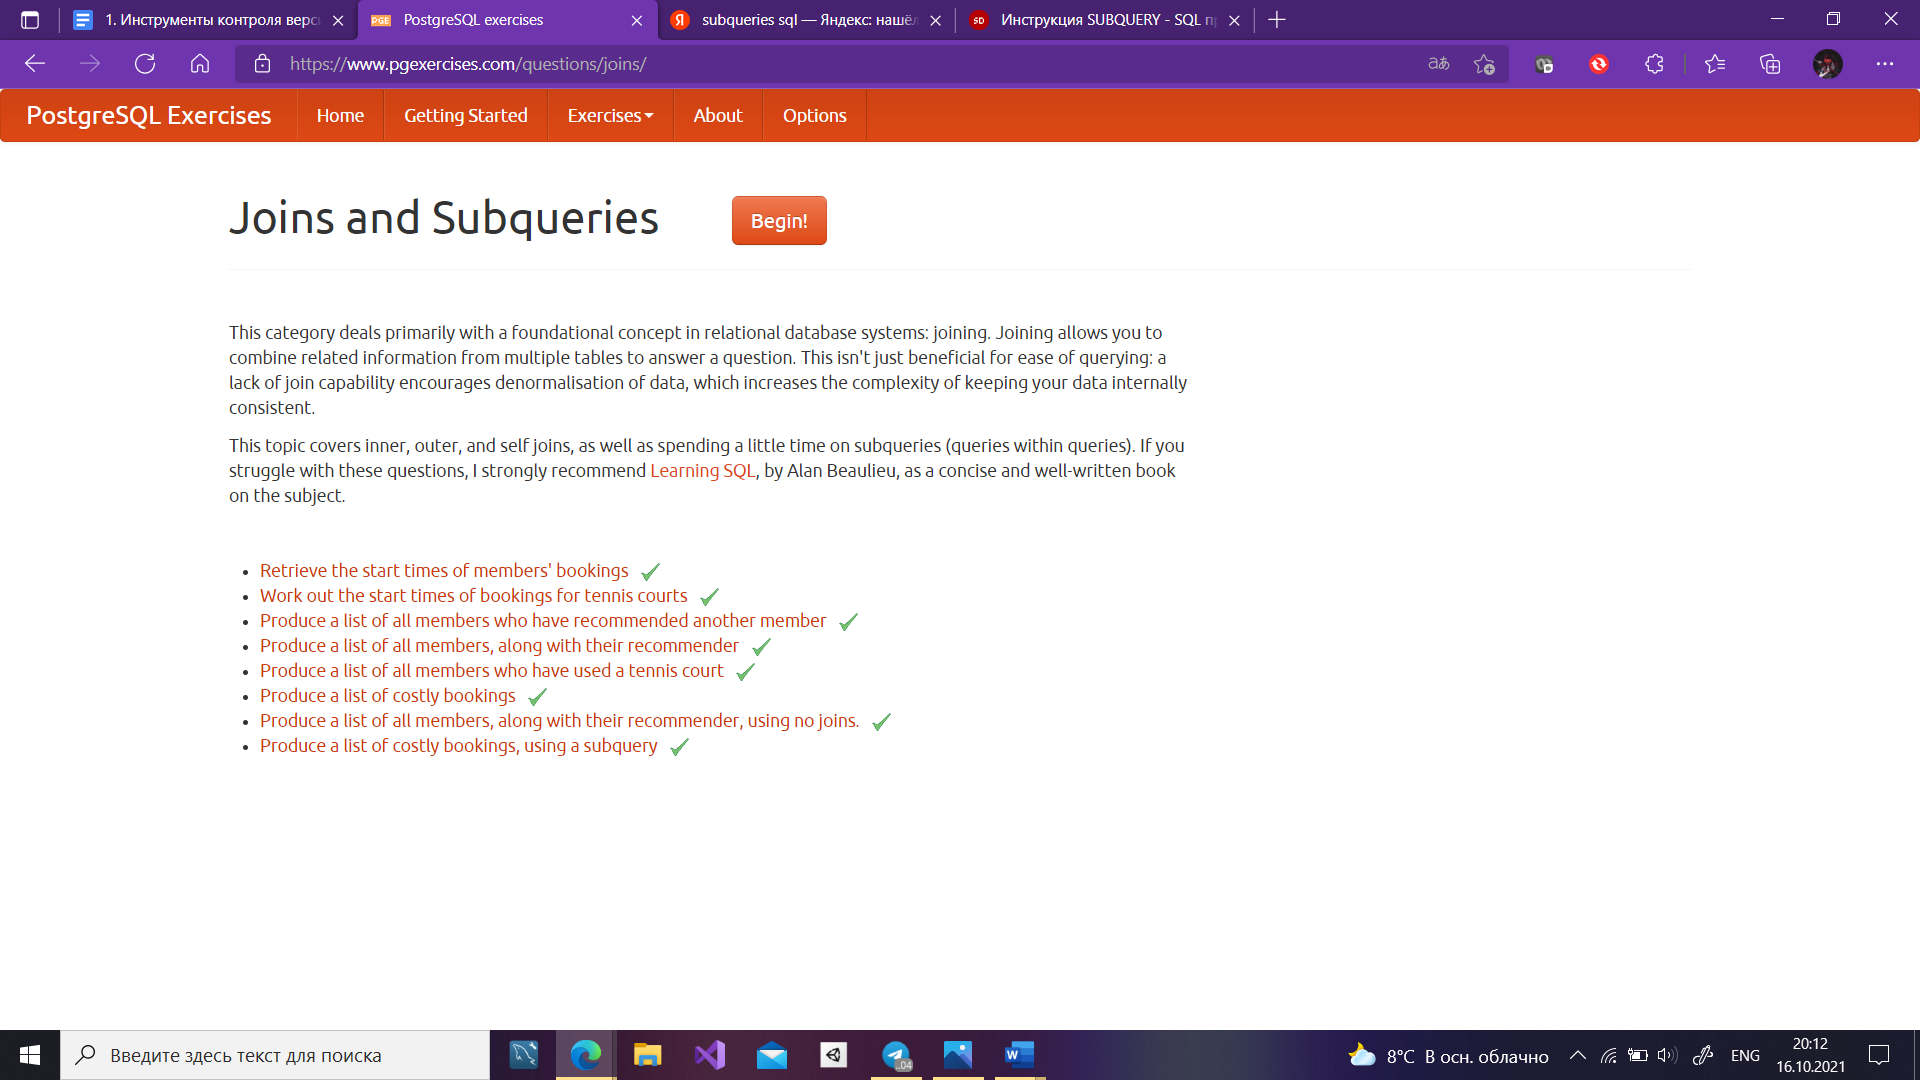 1. Инструменты контроля верс
PGE PostgreSQL exercises
Я subqueries sql — Яндекс: нашёл
SD Инструкция SUBQUERY - SQL п
https://www.pgexercises.com/questions/joins/
PostgreSQL Exercises Home Getting Started Exercises About Options
Joins and Subqueries Begin!
This category deals primarily with a foundational concept in relational database systems: joining. Joining allows you to
combine related information from multiple tables to answer a question. This isn't just beneficial for ease of querying: a
lack of join capability encourages denormalisation of data, which increases the complexity of keeping your data internally
consistent.
This topic covers inner, outer, and self joins, as well as spending a little time on subqueries (queries within queries). If you
struggle with these questions, I strongly recommend Learning SQL, by Alan Beaulieu, as a concise and well-written book
on the subject.
Retrieve the start times of members' bookings
Work out the start times of bookings for tennis courts
Produce a list of all members who have recommended another member
Produce a list of all members, along with their recommender
Produce a list of all members who have used a tennis court
Produce a list of costly bookings
Produce a list of all members, along with their recommender, using no joins.
Produce a list of costly bookings, using a subquery
Введите здесь текст для поиска
..04
W
8°C В осн. облачно
ENG
20:12
16.10.2021